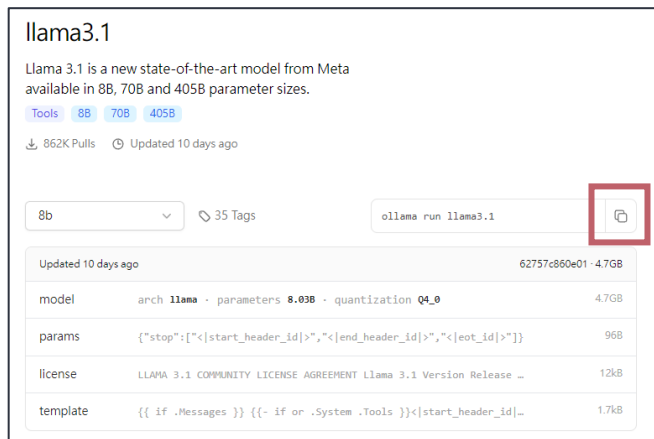 llama3.1
Llama 3.1 is a new state-of-the-art model from Meta
available in 8B, 70B and 405B parameter sizes.
Tools 8B 70B 405B
862K Pulls Updated 10 days ago
8b 35 Tags ollama run llama3.1
Updated 10 days ago 62757c860e01 · 4.7GB
model arch llama · parameters 8.03B · quantization Q4_0 4.7GB
params {"stop":["<|start_header_id|>","<|end_header_id|>","<|eot_id|>"]} 96B
license LLAMA 3.1 COMMUNITY LICENSE AGREEMENT Llama 3.1 Version Release … 12kB
template {{ if .Messages }} {{- if or .System .Tools }}<|start_header_id|… 1.7kB